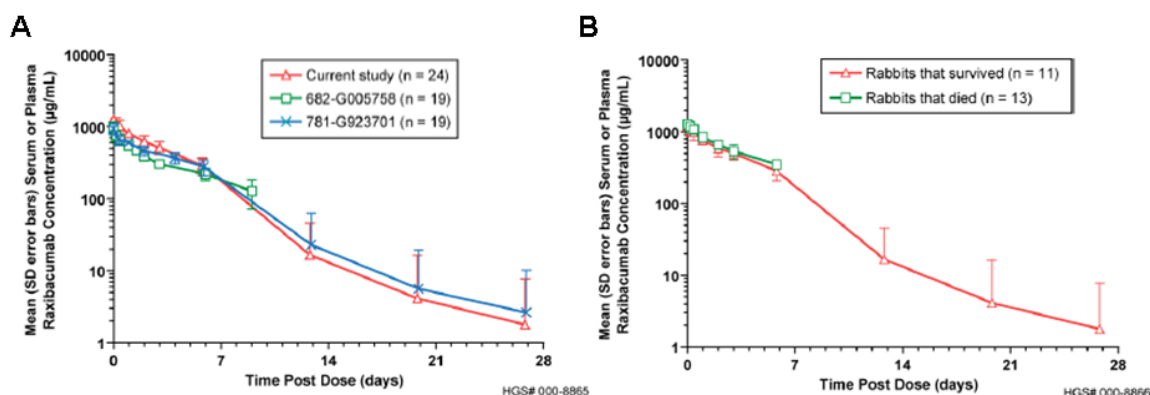 A
Mean (SD error bars) Serum or Plasma
Raxibacumab Concentration (µg/mL)
10000
1000
100
10
1
Current study (n = 24)
682-G005758 (n = 19)
781-G923701 (n = 19)
0
7
14
21
28
Time Post Dose (days)
HGS# 000-8865
B
Mean (SD error bars) Serum or Plasma
Raxibacumab Concentration (µg/mL)
10000
1000
100
10
1
Rabbits that survived (n = 11)
Rabbits that died (n = 13)
0
7
14
21
28
Time Post Dose (days)
HGS# 000-8866